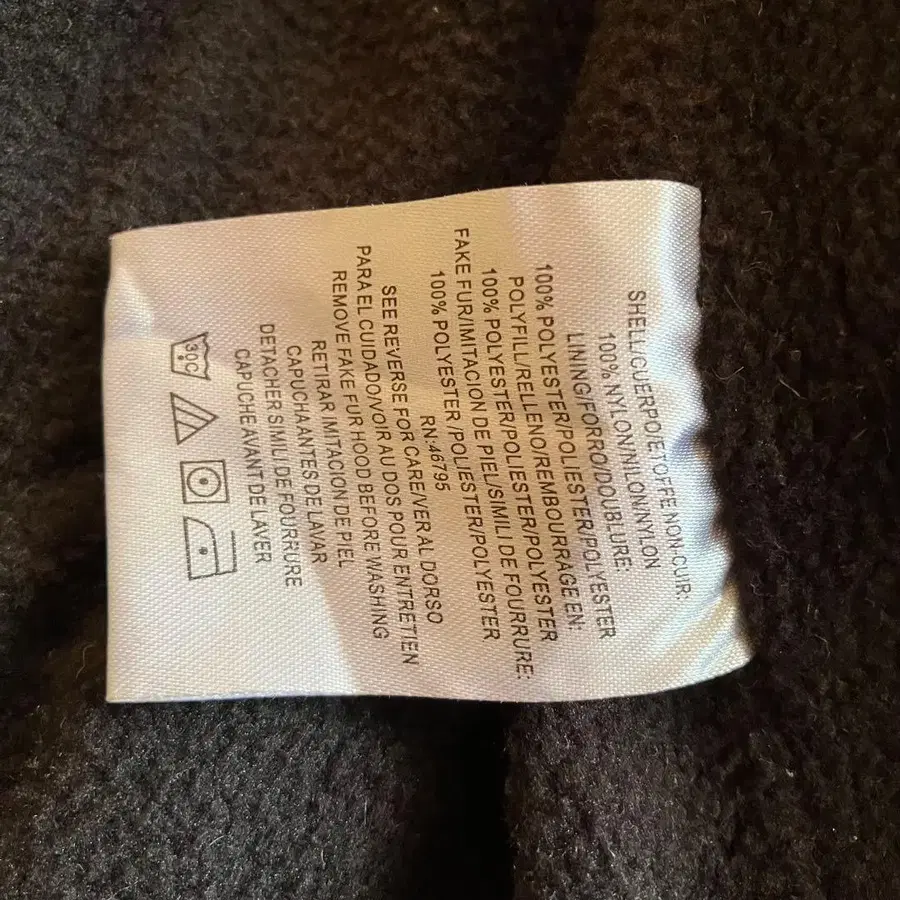 SHELL/CUERPO/ETOFFE NON-CUIR:
100% NYLON/NILON/NYLON
LINING/FORRO/DOUBLURE:
100% POLYESTER/POLIESTER/POLYESTER
POLYFILL/RELLENO/REMBOURRAGE EN:
100% POLYESTER/POLIESTER/POLYESTER
FAKE FUR/IMITACION DE PIEL/SIMILI DE FOURRURE:
100% POLYESTER/POLIESTER/POLYESTER
RN:46795
SEE REVERSE FOR CARE/VERAL DORSO
PARA EL CUIDADO/VOIR AU DOS POUR ENTRETIEN
REMOVE FAKE FUR HOOD BEFORE WASHING
RETIRAR IMITACION DE PIEL
CAPUCHA ANTES DE LAVAR
DETACHER SIMILI DE FOURRURE
CAPUCHE AVANT DE LAVER
30C